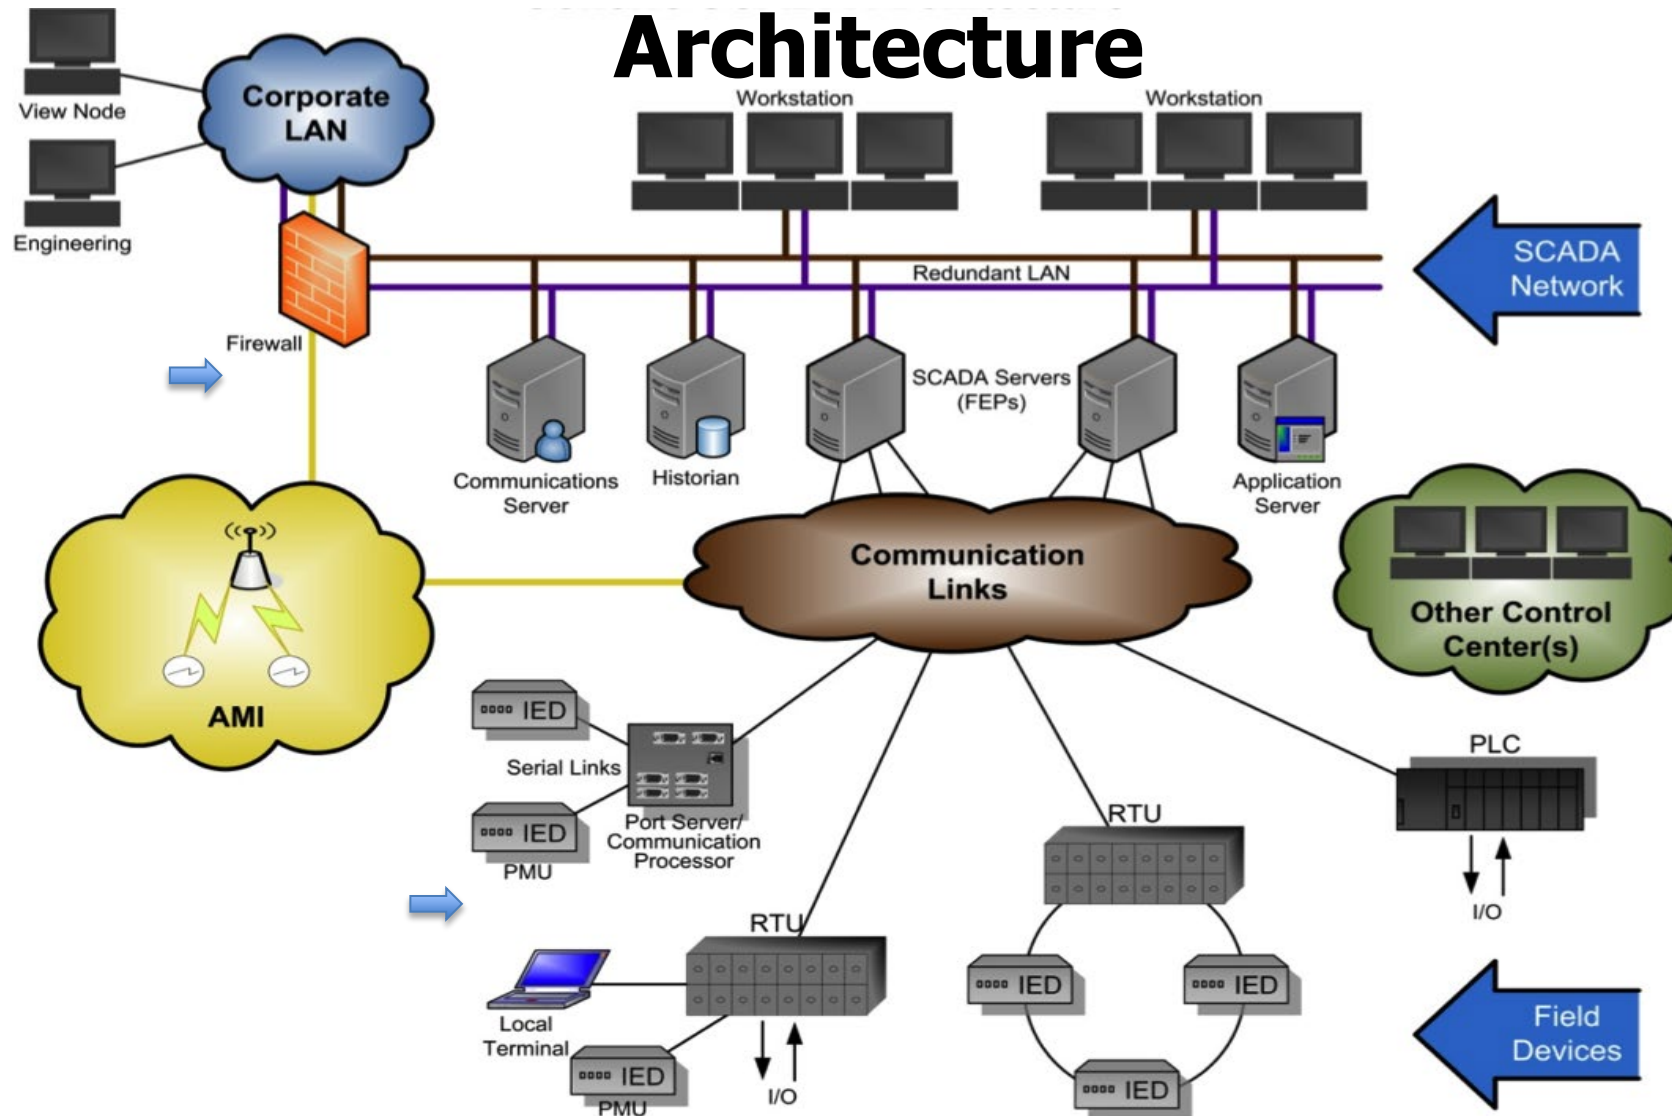 Architecture
View Node
Engineering
Corporate
LAN
Workstation
Workstation
SCADA
Network
Redundant LAN
Firewall
Communications
Server
Historian
SCADA Servers
(FEPs)
Application
Server
Communication
Links
Other Control
Center(s)
AMI
IED
Serial Links
IED
PMU
Port Server/
Communication
Processor
RTU
PLC
I/O
RTU
Local
Terminal
IED
PMU
I/O
IED
IED
IED
Field
Devices